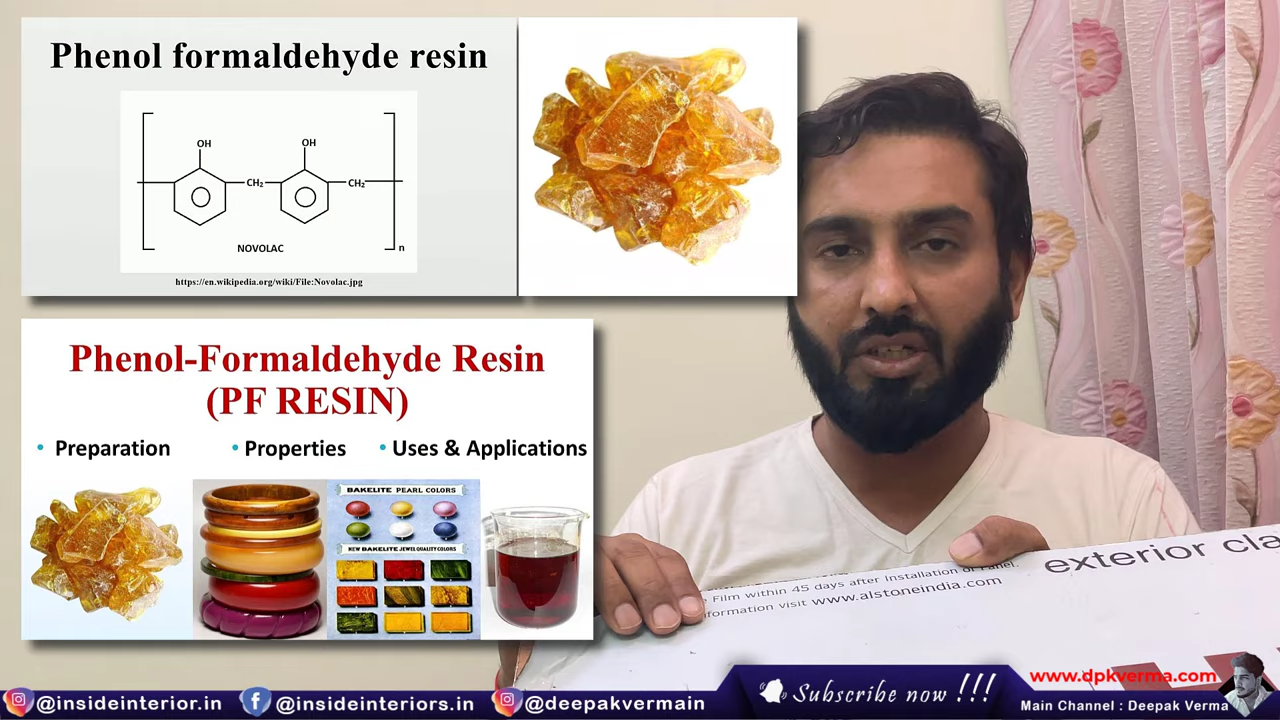 Phenol formaldehyde resin
OH
OH
CH₂
CH₂
n
NOVOLAC
https://en.wikipedia.org/wiki/File:Novolac.jpg
Phenol-Formaldehyde Resin
(PF RESIN)
• Preparation
• Properties
• Uses & Applications
BAKELITE PEARL COLORS
NEW BAKELITE JEWEL QUALITY COLORS
exterior cla
Film within 45 days after Installation of Panel.
formation visit www.alstoneindia.com
@insideinterior.in
@insideinteriors.in
@deepakvermain
Subscribe now !!!
www.dpkverma.com
Main Channel : Deepak Verma